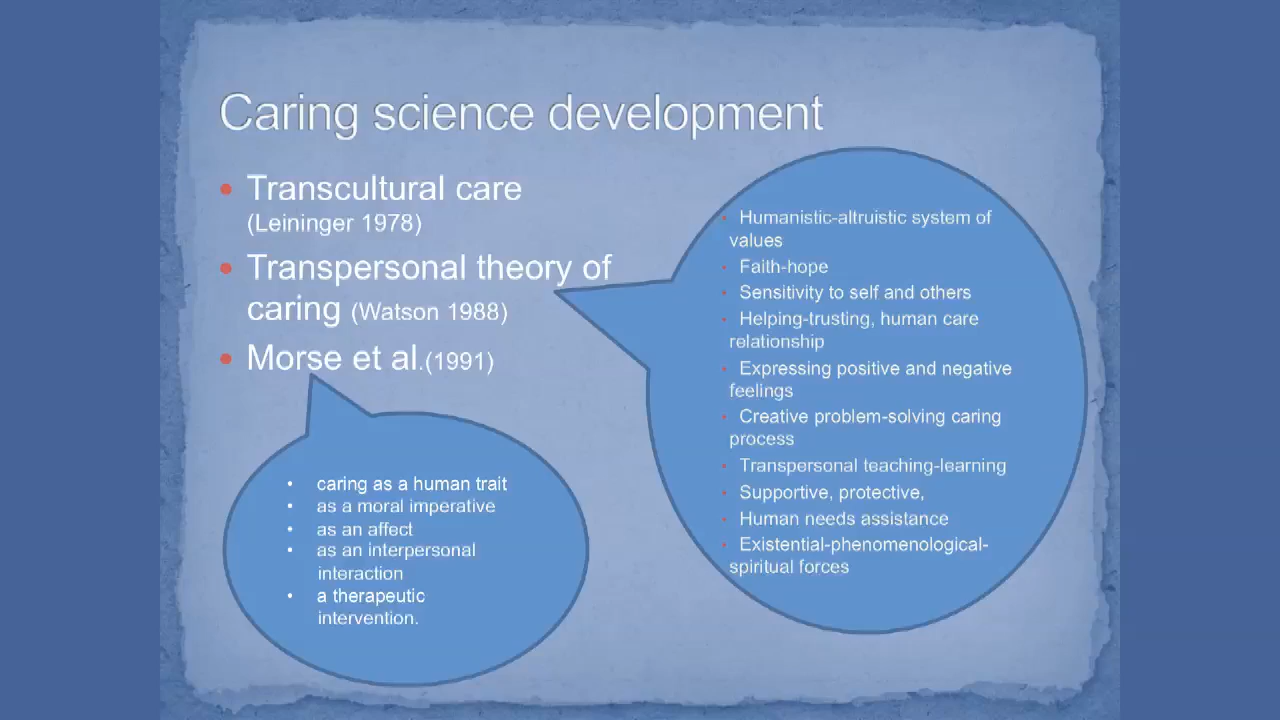 Caring science development
• Transcultural care
(Leininger 1978)
• Transpersonal theory of
caring (Watson 1988)
• Morse et al.(1991)
• Humanistic-altruistic system of
values
• Faith-hope
• Sensitivity to self and others
• Helping-trusting, human care
relationship
• Expressing positive and negative
feelings
• Creative problem-solving caring
process
• Transpersonal teaching-learning
• Supportive, protective,
• Human needs assistance
• Existential-phenomenological-
spiritual forces
• caring as a human trait
• as a moral imperative
• as an affect
• as an interpersonal
interaction
• a therapeutic
intervention.